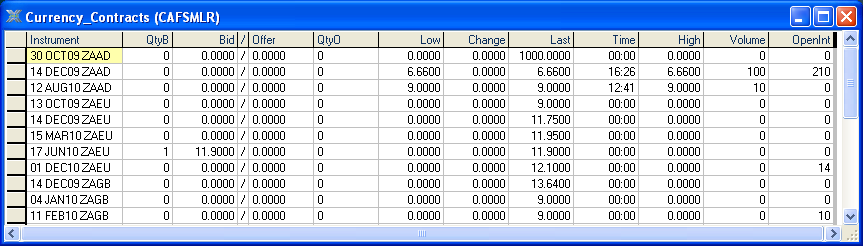 Currency_Contracts (CAFSMLR)
Instrument QtyB Bid / Offer QtyO Low Change Last Time High Volume OpenInt
30 OCT09 ZAAD 0 0.0000 / 0.0000 0 0.0000 0.0000 1000.0000 00:00 0.0000 0 0
14 DEC09 ZAAD 0 0.0000 / 0.0000 0 6.6600 0.0000 6.6600 16:26 6.6600 100 210
12 AUG10 ZAAD 0 0.0000 / 0.0000 0 9.0000 0.0000 9.0000 12:41 9.0000 10 0
13 OCT09 ZAEU 0 0.0000 / 0.0000 0 0.0000 0.0000 9.0000 00:00 0.0000 0 0
14 DEC09 ZAEU 0 0.0000 / 0.0000 0 0.0000 0.0000 11.7500 00:00 0.0000 0 0
15 MAR10 ZAEU 0 0.0000 / 0.0000 0 0.0000 0.0000 11.9500 00:00 0.0000 0 0
17 JUN10 ZAEU 1 11.9000 / 0.0000 0 0.0000 0.0000 11.9000 00:00 0.0000 0 0
01 DEC10 ZAEU 0 0.0000 / 0.0000 0 0.0000 0.0000 12.1000 00:00 0.0000 0 14
14 DEC09 ZAGB 0 0.0000 / 0.0000 0 0.0000 0.0000 13.6400 00:00 0.0000 0 0
04 JAN10 ZAGB 0 0.0000 / 0.0000 0 0.0000 0.0000 9.0000 00:00 0.0000 0 0
11 FEB10 ZAGB 0 0.0000 / 0.0000 0 0.0000 0.0000 9.0000 00:00 0.0000 0 10